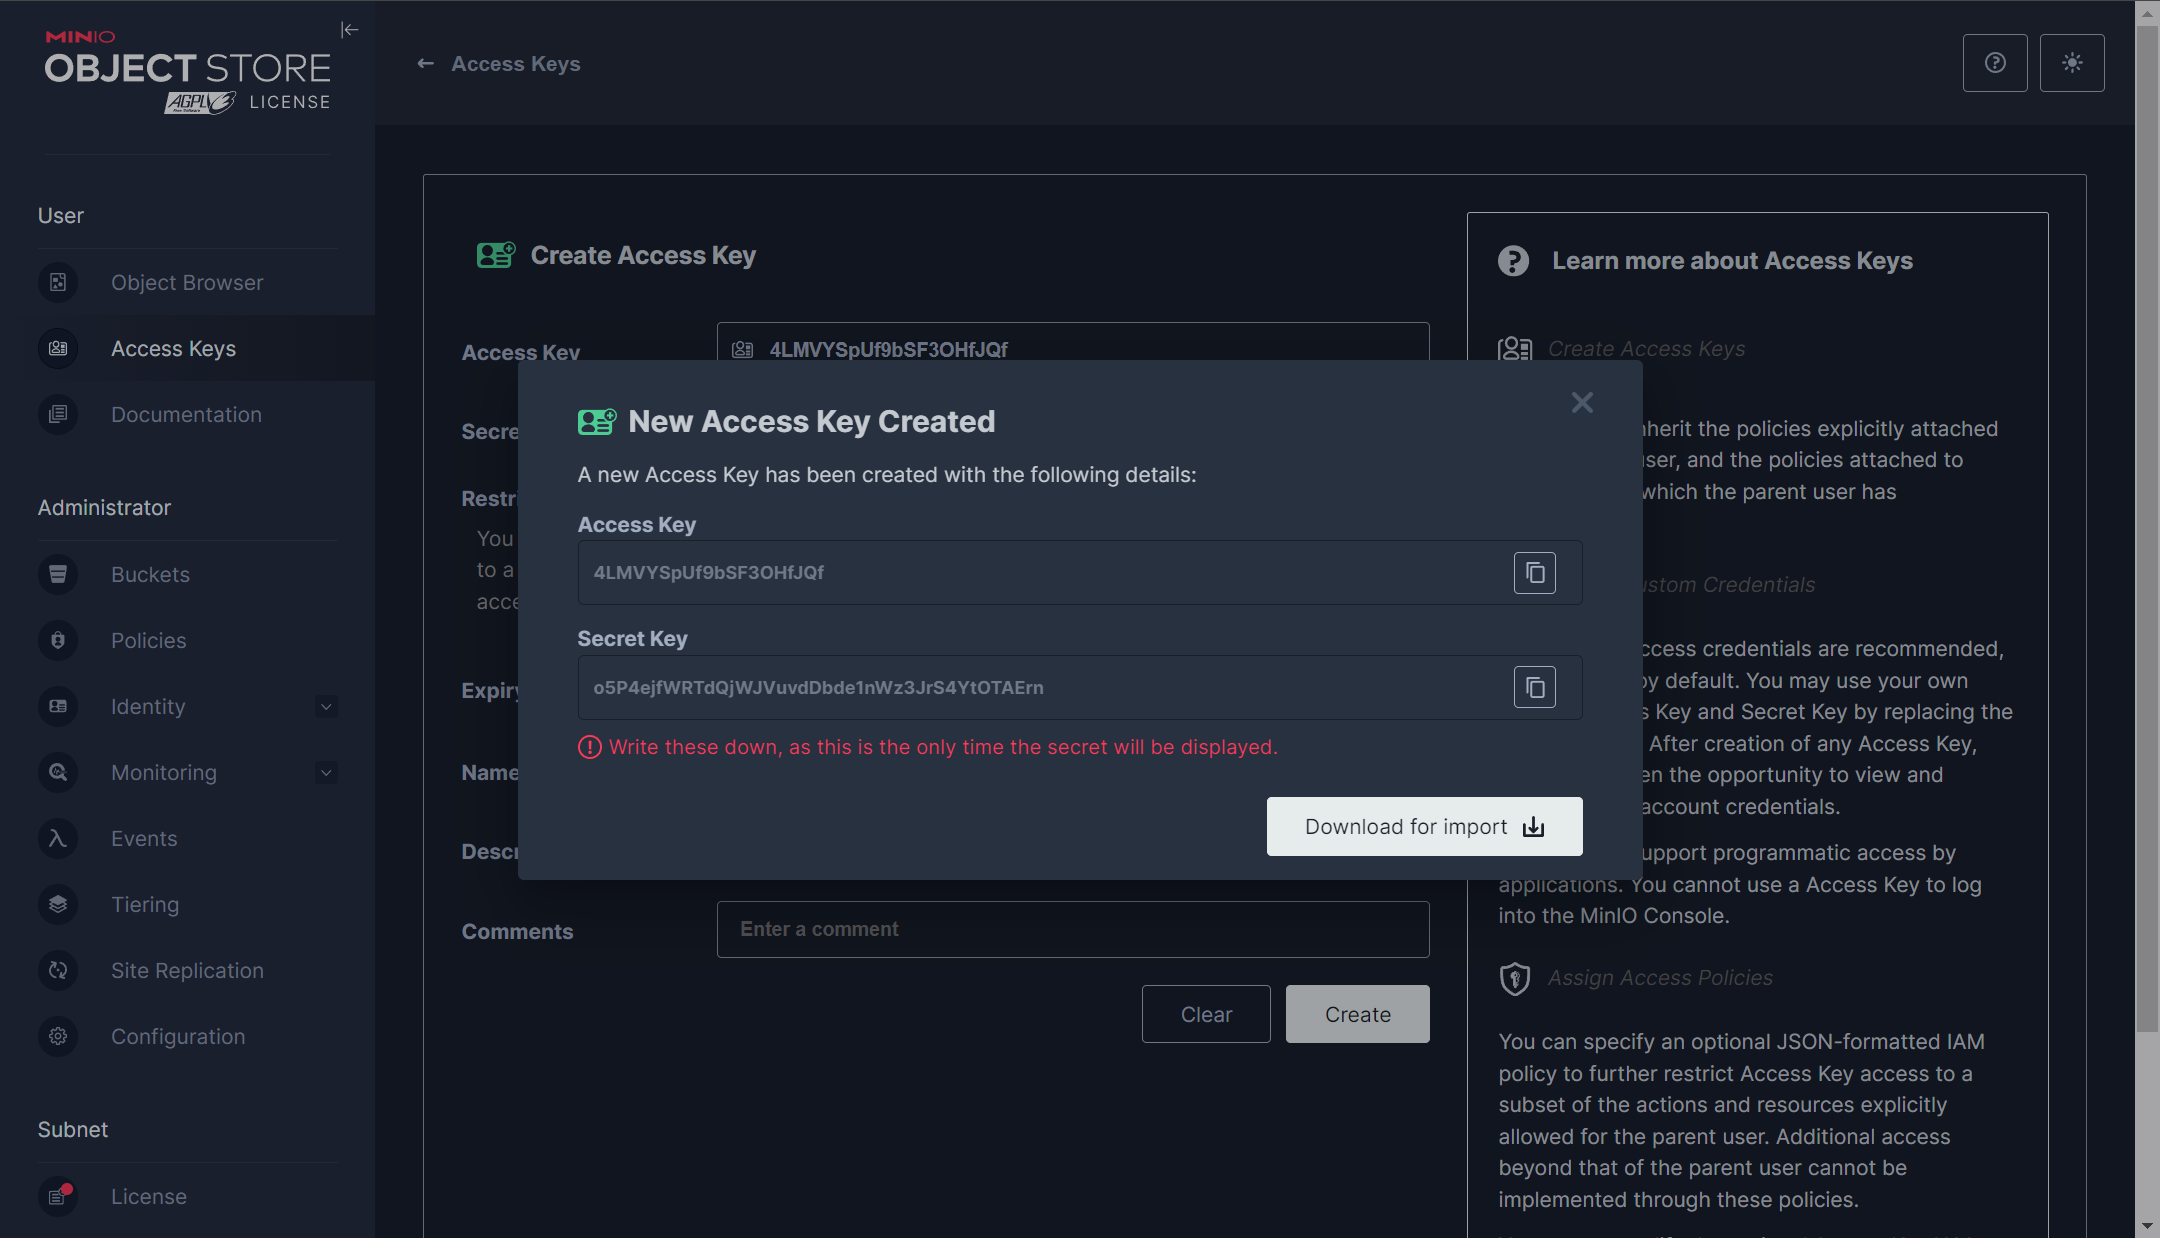 MINIO
OBJECT STORE
AGPL v3 LICENSE
User
Object Browser
Access Keys
Documentation
Administrator
Buckets
Policies
Identity
Monitoring
Events
Tiering
Site Replication
Configuration
Subnet
License
Access Keys
Create Access Key
Access Key
4LMVYSpUf9bSF3OHfJQf
Secre
Restri
You
to a
acce
Expiry
Name
Descr
Comments
Enter a comment
Clear
Create
New Access Key Created
A new Access Key has been created with the following details:
Access Key
4LMVYSpUf9bSF3OHfJQf
Secret Key
o5P4ejfWRTdQjWJVuvdDbde1nWz3JrS4YtOTAErn
Write these down, as this is the only time the secret will be displayed.
Download for import
Learn more about Access Keys
Create Access Keys
nherit the policies explicitly attached
ser, and the policies attached to
which the parent user has
ustom Credentials
ccess credentials are recommended,
by default. You may use your own
s Key and Secret Key by replacing the
After creation of any Access Key,
en the opportunity to view and
account credentials.
upport programmatic access by
applications. You cannot use a Access Key to log
into the MinIO Console.
Assign Access Policies
You can specify an optional JSON-formatted IAM
policy to further restrict Access Key access to a
subset of the actions and resources explicitly
allowed for the parent user. Additional access
beyond that of the parent user cannot be
implemented through these policies.